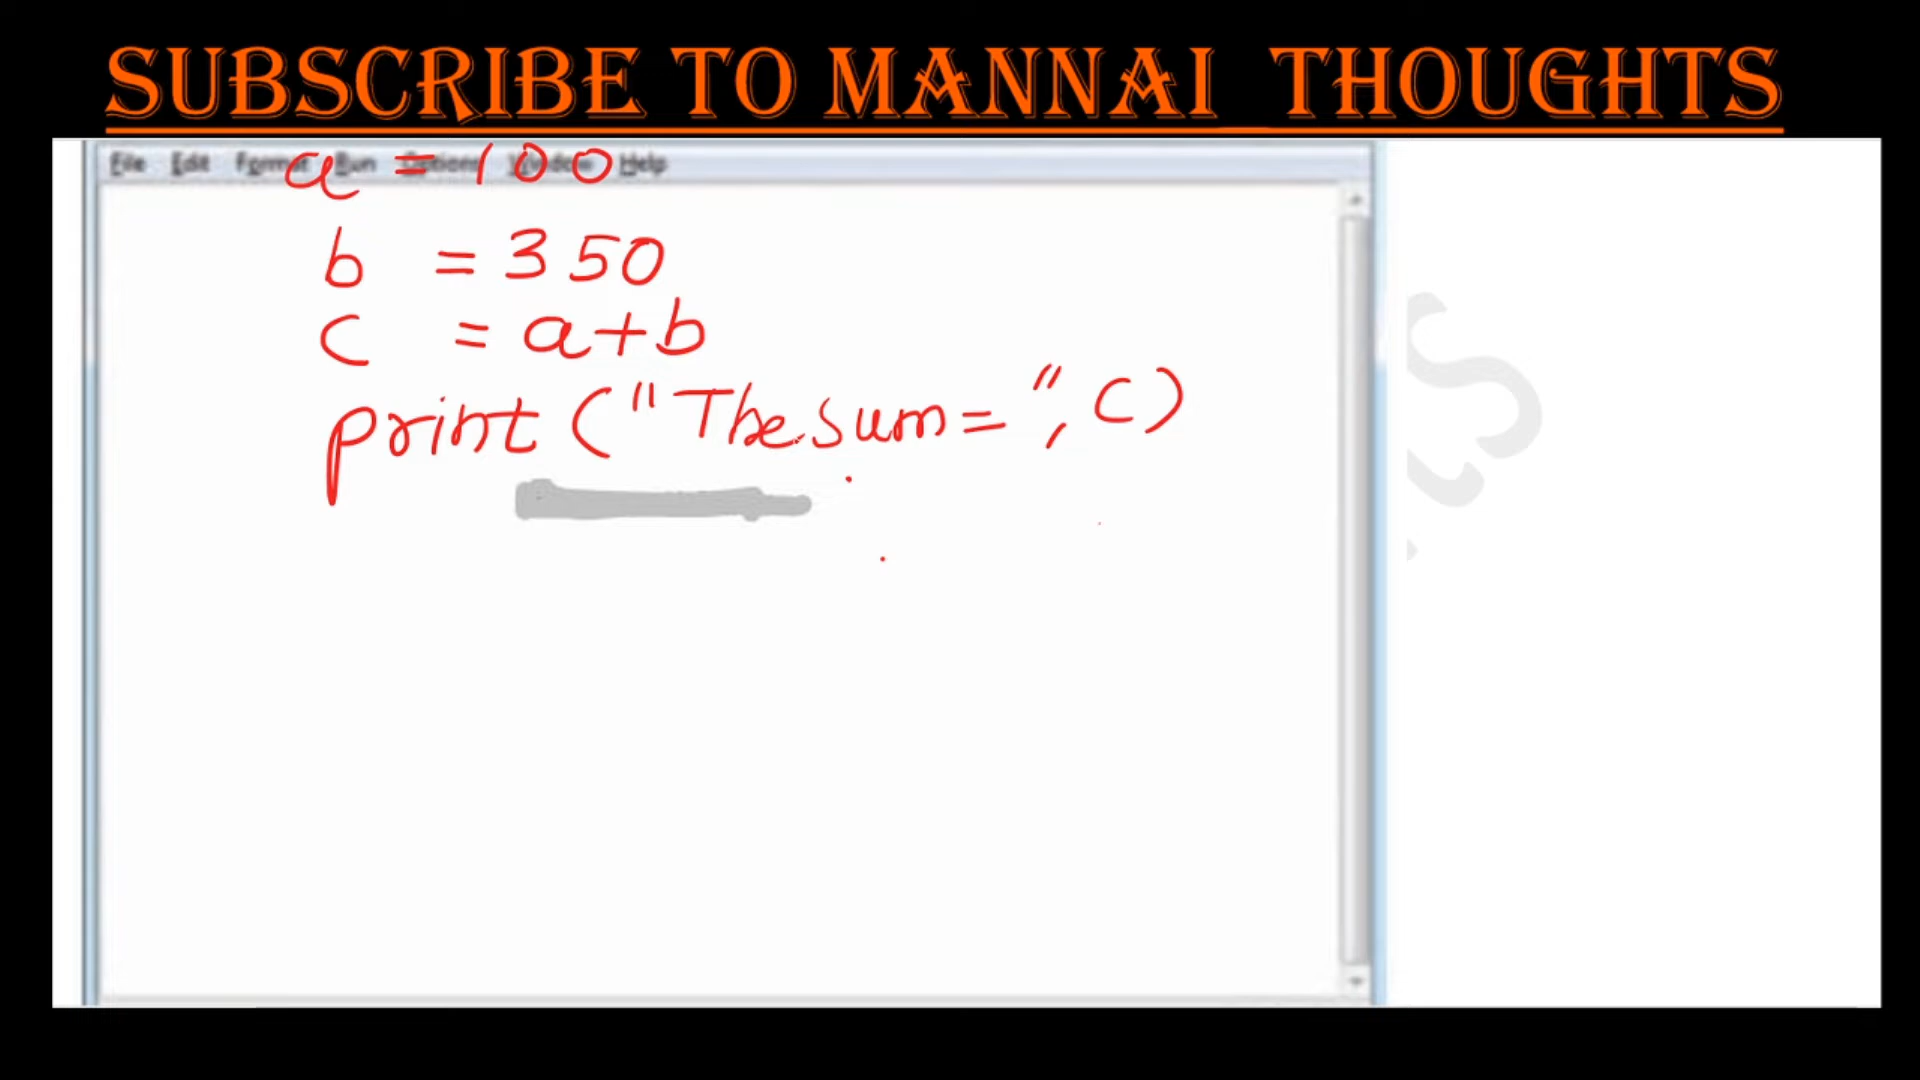 SUBSCRIBE TO MANNAI THOUGHTS
File Edit Format Run Options Window Help
a = 100
b = 350
c = a+b
print ("The sum= ", c)